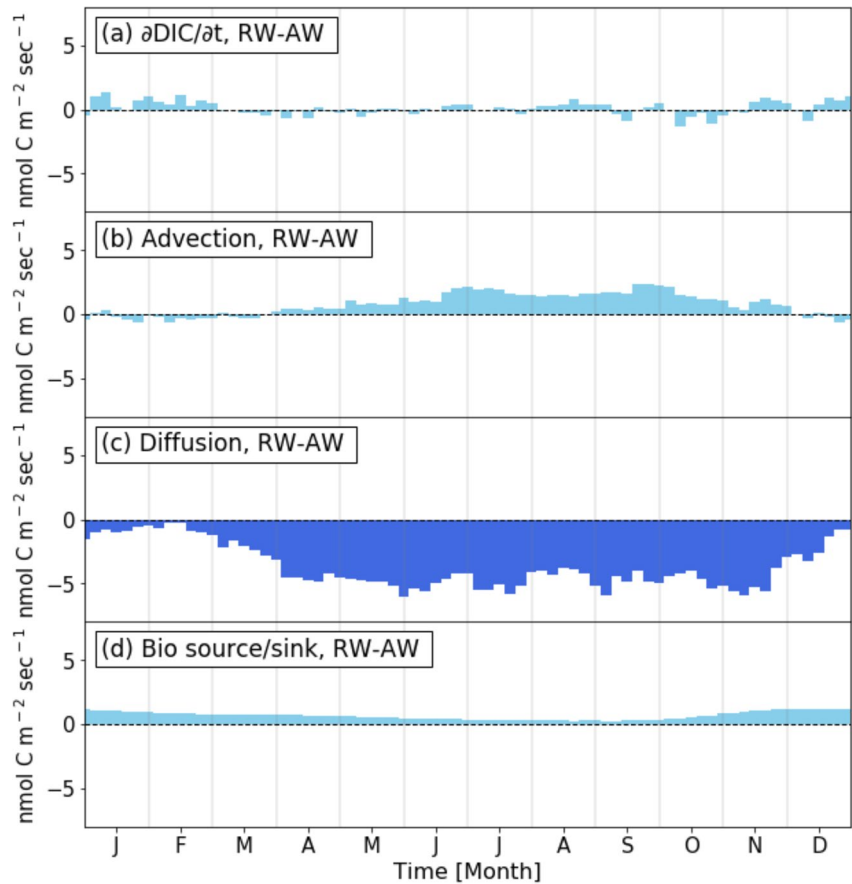 (a) ∂DIC/∂t, RW-AW
nmol C m⁻² sec⁻¹
5
0
−5
(b) Advection, RW-AW
nmol C m⁻² sec⁻¹
5
0
−5
(c) Diffusion, RW-AW
nmol C m⁻² sec⁻¹
5
0
−5
(d) Bio source/sink, RW-AW
nmol C m⁻² sec⁻¹
5
0
−5
J F M A M J J A S O N D
Time [Month]